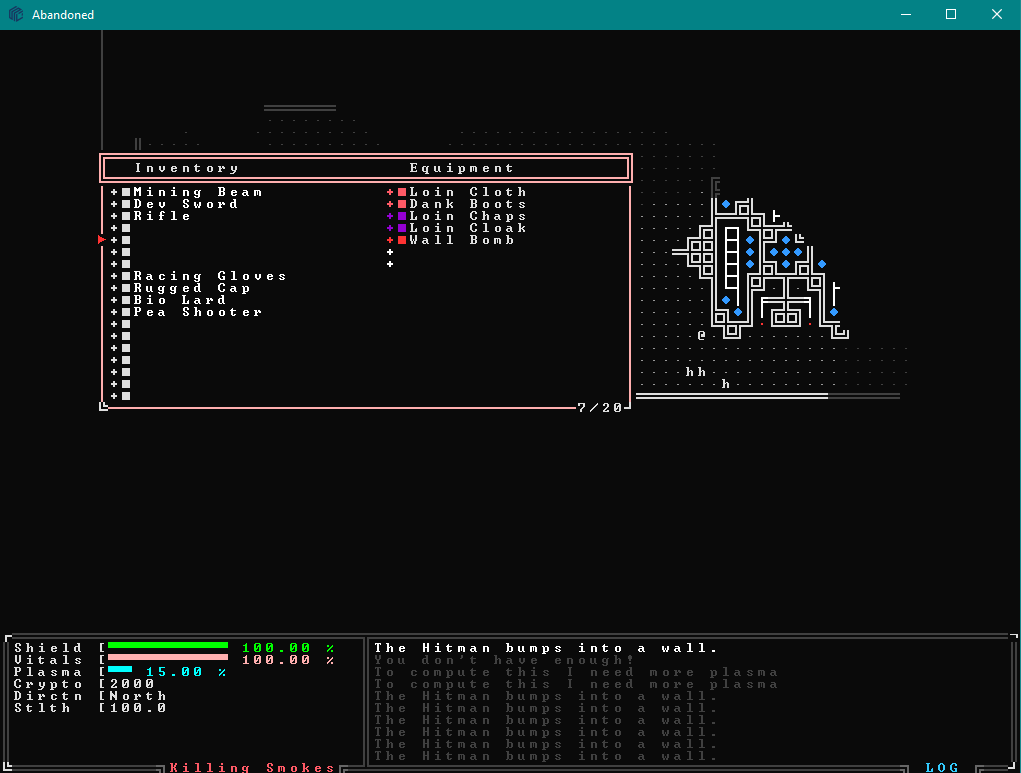 Abandoned
Inventory Equipment
+ Mining Beam + Loin Cloth
+ Dev Sword + Dank Boots
+ Rifle + Loin Chaps
+ + Loin Cloak
+ + Wall Bomb
+ +
+ +
+ Racing Gloves
+ Rugged Cap
+ Bio Lard
+ Pea Shooter
+
+
+
+
+
+
+
7/20
@
hh
h
Shield [ 100.00 %
Vitals [ 100.00 %
Plasma [ 15.00 %
Crypto [2000
Dirctn [North
Stlth [100.0
Killing Smokes
The Hitman bumps into a wall.
You don't have enough!
To compute this I need more plasma
To compute this I need more plasma
The Hitman bumps into a wall.
The Hitman bumps into a wall.
The Hitman bumps into a wall.
The Hitman bumps into a wall.
The Hitman bumps into a wall.
The Hitman bumps into a wall.
LOG